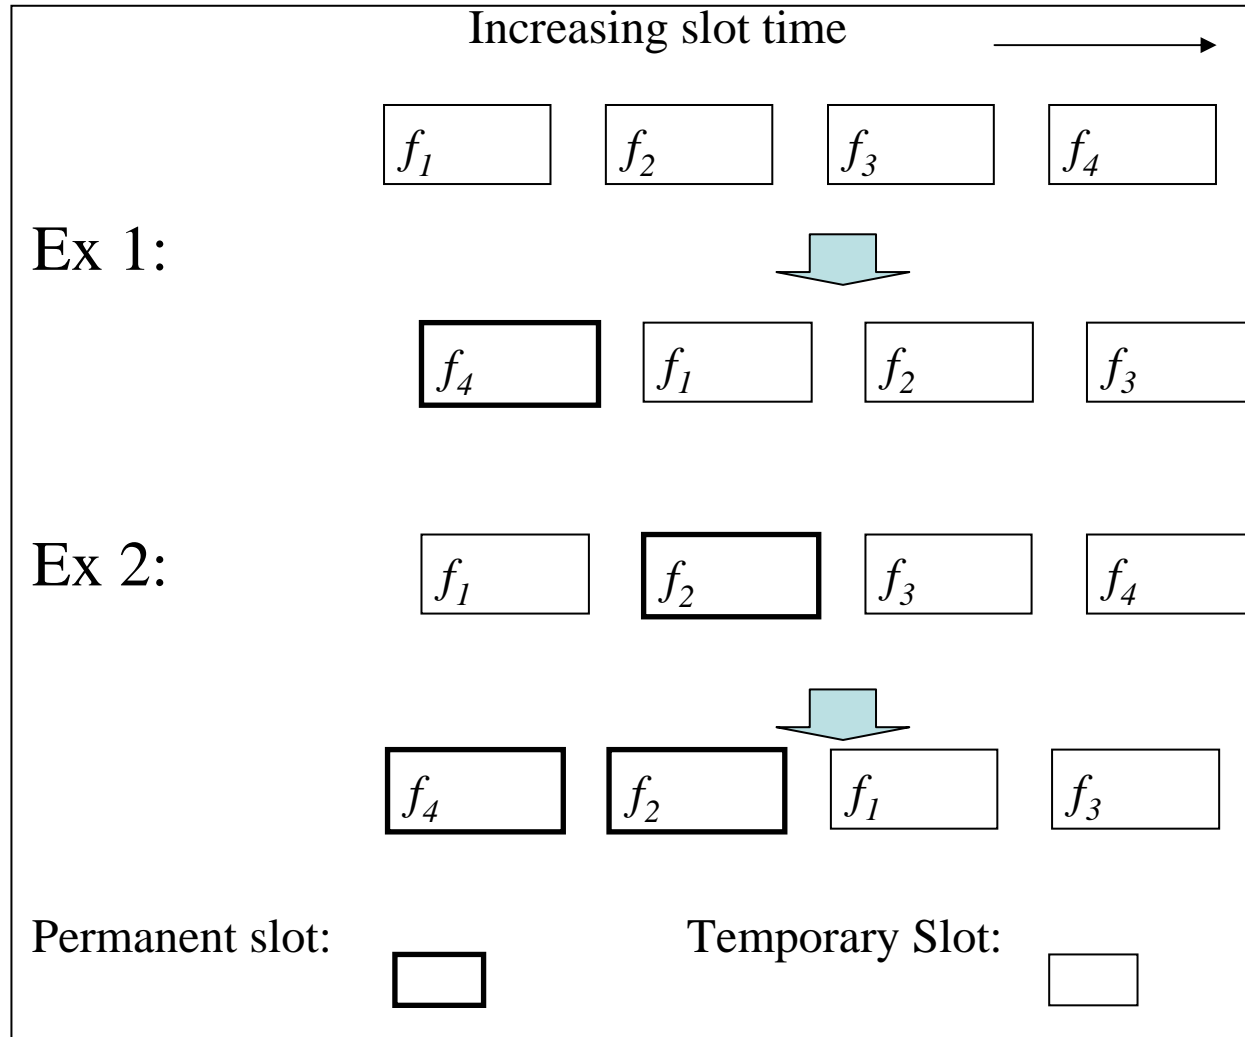 Increasing slot time
f1 f2 f3 f4
Ex 1:
f4 f1 f2 f3
Ex 2:
f1 f2 f3 f4
f4 f2 f1 f3
Permanent slot: Temporary Slot: